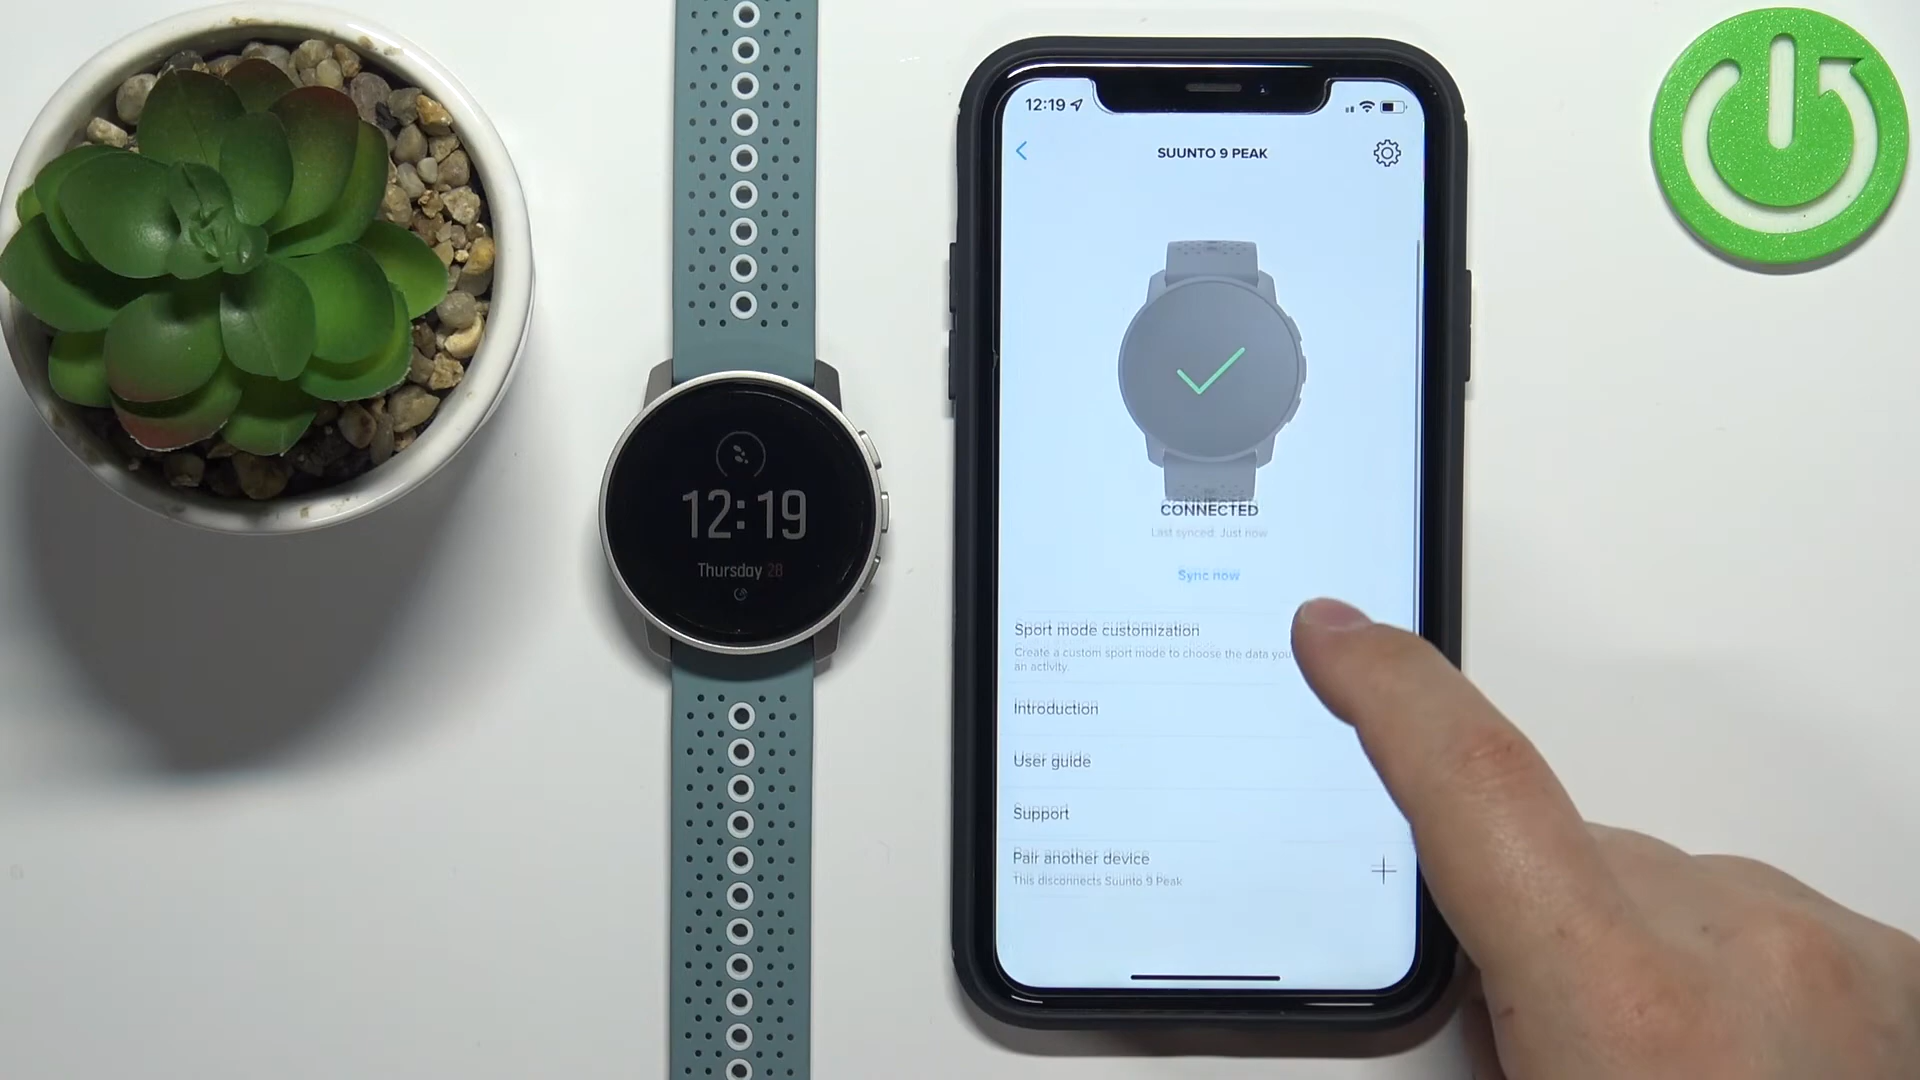 12:19
Thursday 28
12:19
SUUNTO 9 PEAK
CONNECTED
Last synced: Just now
Sync now
Sport mode customization
Create a custom sport mode to choose the data you
an activity.
Introduction
User guide
Support
Pair another device
This disconnects Suunto 9 Peak